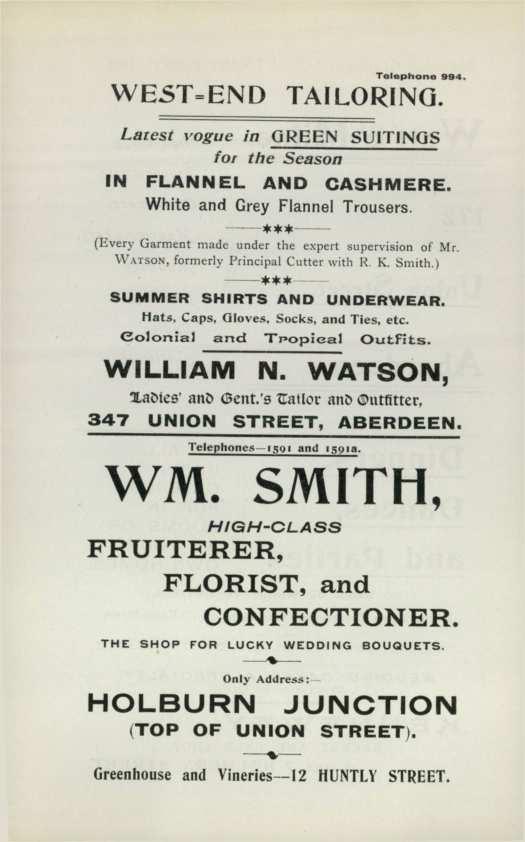 Telephone 994.
WEST=END TAILORING.
Latest vogue in GREEN SUITINGS
for the Season
IN FLANNEL AND CASHMERE.
White and Grey Flannel Trousers.
***
(Every Garment made under the expert supervision of Mr.
WATSON, formerly Principal Cutter with R. K. Smith.)
***
SUMMER SHIRTS AND UNDERWEAR.
Hats, Caps, Gloves, Socks, and Ties, etc.
Colonial and Tropical Outfits.
WILLIAM N. WATSON,
Ladies' and Gent.'s Tailor and Outfitter,
347 UNION STREET, ABERDEEN.
Telephones—1591 and 1591a.
WM. SMITH,
HIGH-CLASS
FRUITERER,
FLORIST, and
CONFECTIONER.
THE SHOP FOR LUCKY WEDDING BOUQUETS.
Only Address:—
HOLBURN JUNCTION
(TOP OF UNION STREET).
Greenhouse and Vineries—12 HUNTLY STREET.